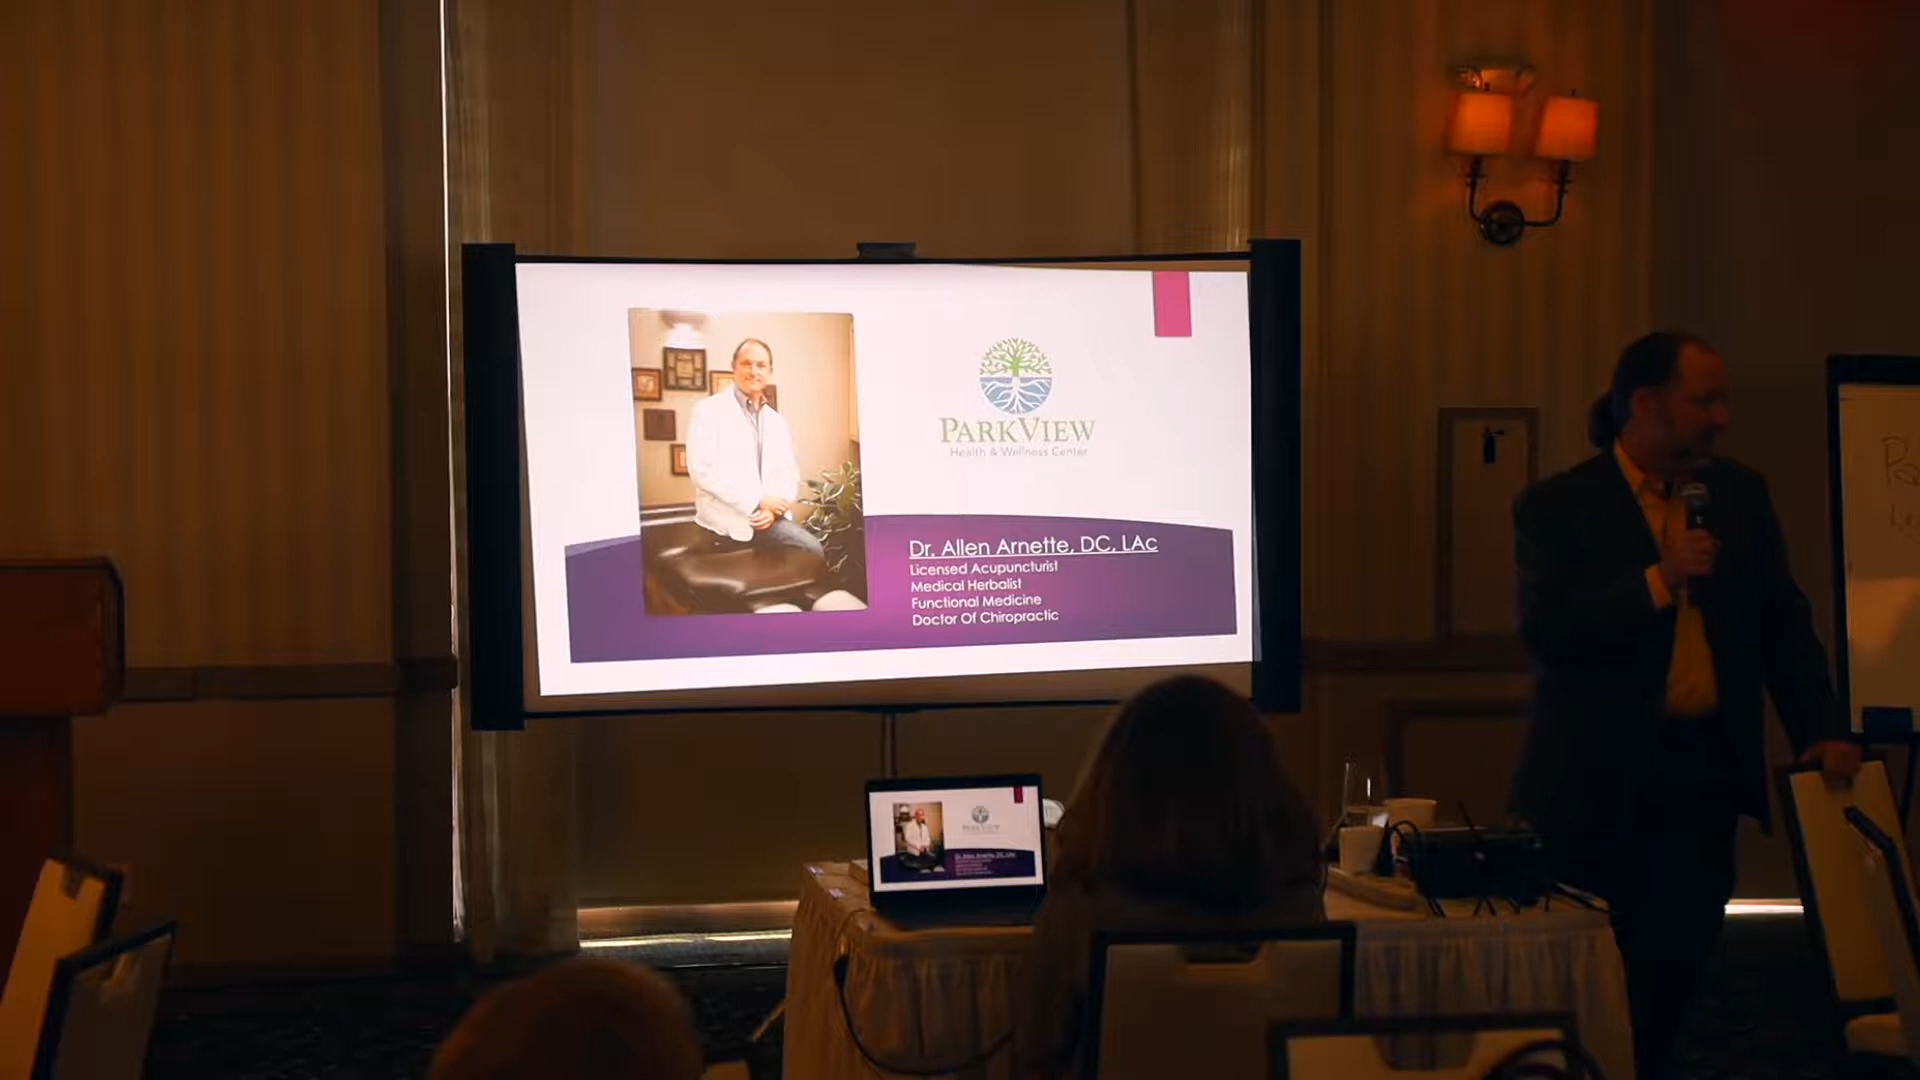 PARKVIEW
Health & Wellness Center
Dr. Allen Arnette, DC, LAc
Licensed Acupuncturist
Medical Herbalist
Functional Medicine
Doctor Of Chiropractic